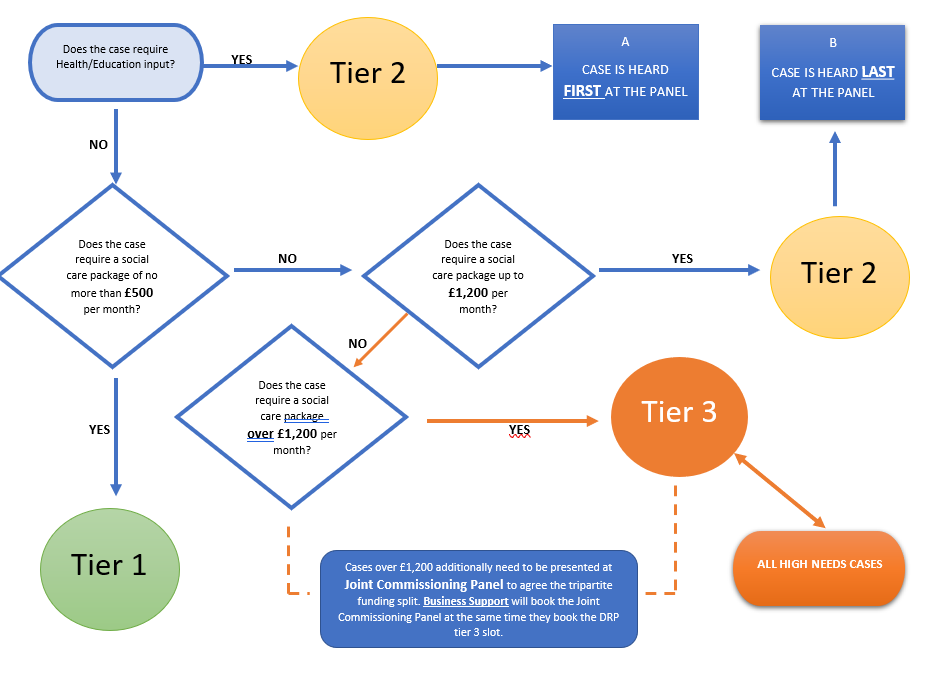 Does the case require
Health/Education input?
YES
Tier 2
A
CASE IS HEARD
FIRST AT THE PANEL
B
CASE IS HEARD LAST
AT THE PANEL
NO
Does the case
require a social
care package of no
more than £500
per month?
NO
Does the case
require a social
care package up to
£1,200 per
month?
YES
Tier 2
NO
Does the case
require a social
care package
over £1,200 per
month?
YES
Tier 3
YES
Tier 1
ALL HIGH NEEDS CASES
Cases over £1,200 additionally need to be presented at
Joint Commissioning Panel to agree the tripartite
funding split. Business Support will book the Joint
Commissioning Panel at the same time they book the DRP
tier 3 slot.